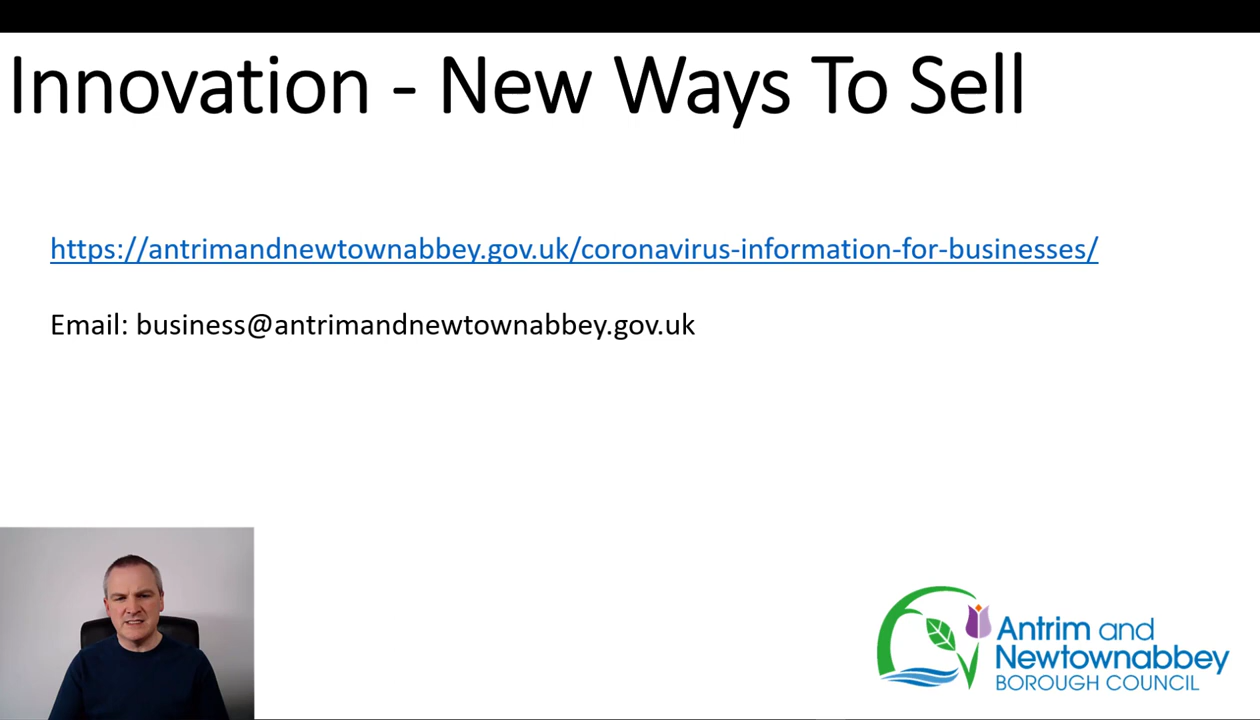 Innovation - New Ways To Sell
https://antrimandnewtownabbey.gov.uk/coronavirus-information-for-businesses/
Email: business@antrimandnewtownabbey.gov.uk
Antrim and
Newtownabbey
BOROUGH COUNCIL